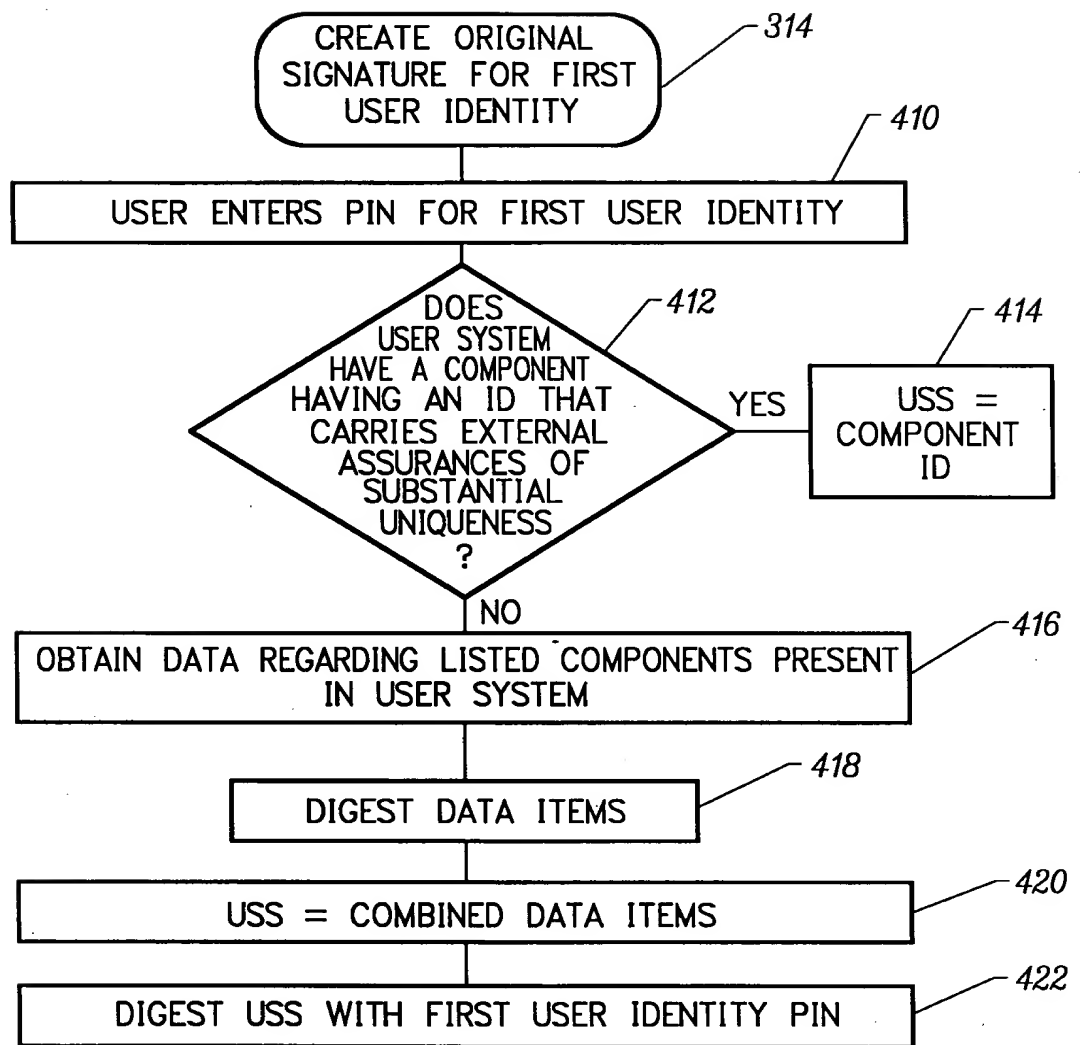 CREATE ORIGINAL
SIGNATURE FOR FIRST
USER IDENTITY
314
410
USER ENTERS PIN FOR FIRST USER IDENTITY
DOES
USER SYSTEM
HAVE A COMPONENT
HAVING AN ID THAT
CARRIES EXTERNAL
ASSURANCES OF
SUBSTANTIAL
UNIQUENESS
?
412
YES
414
USS =
COMPONENT
ID
NO
416
OBTAIN DATA REGARDING LISTED COMPONENTS PRESENT
IN USER SYSTEM
418
DIGEST DATA ITEMS
420
USS = COMBINED DATA ITEMS
422
DIGEST USS WITH FIRST USER IDENTITY PIN